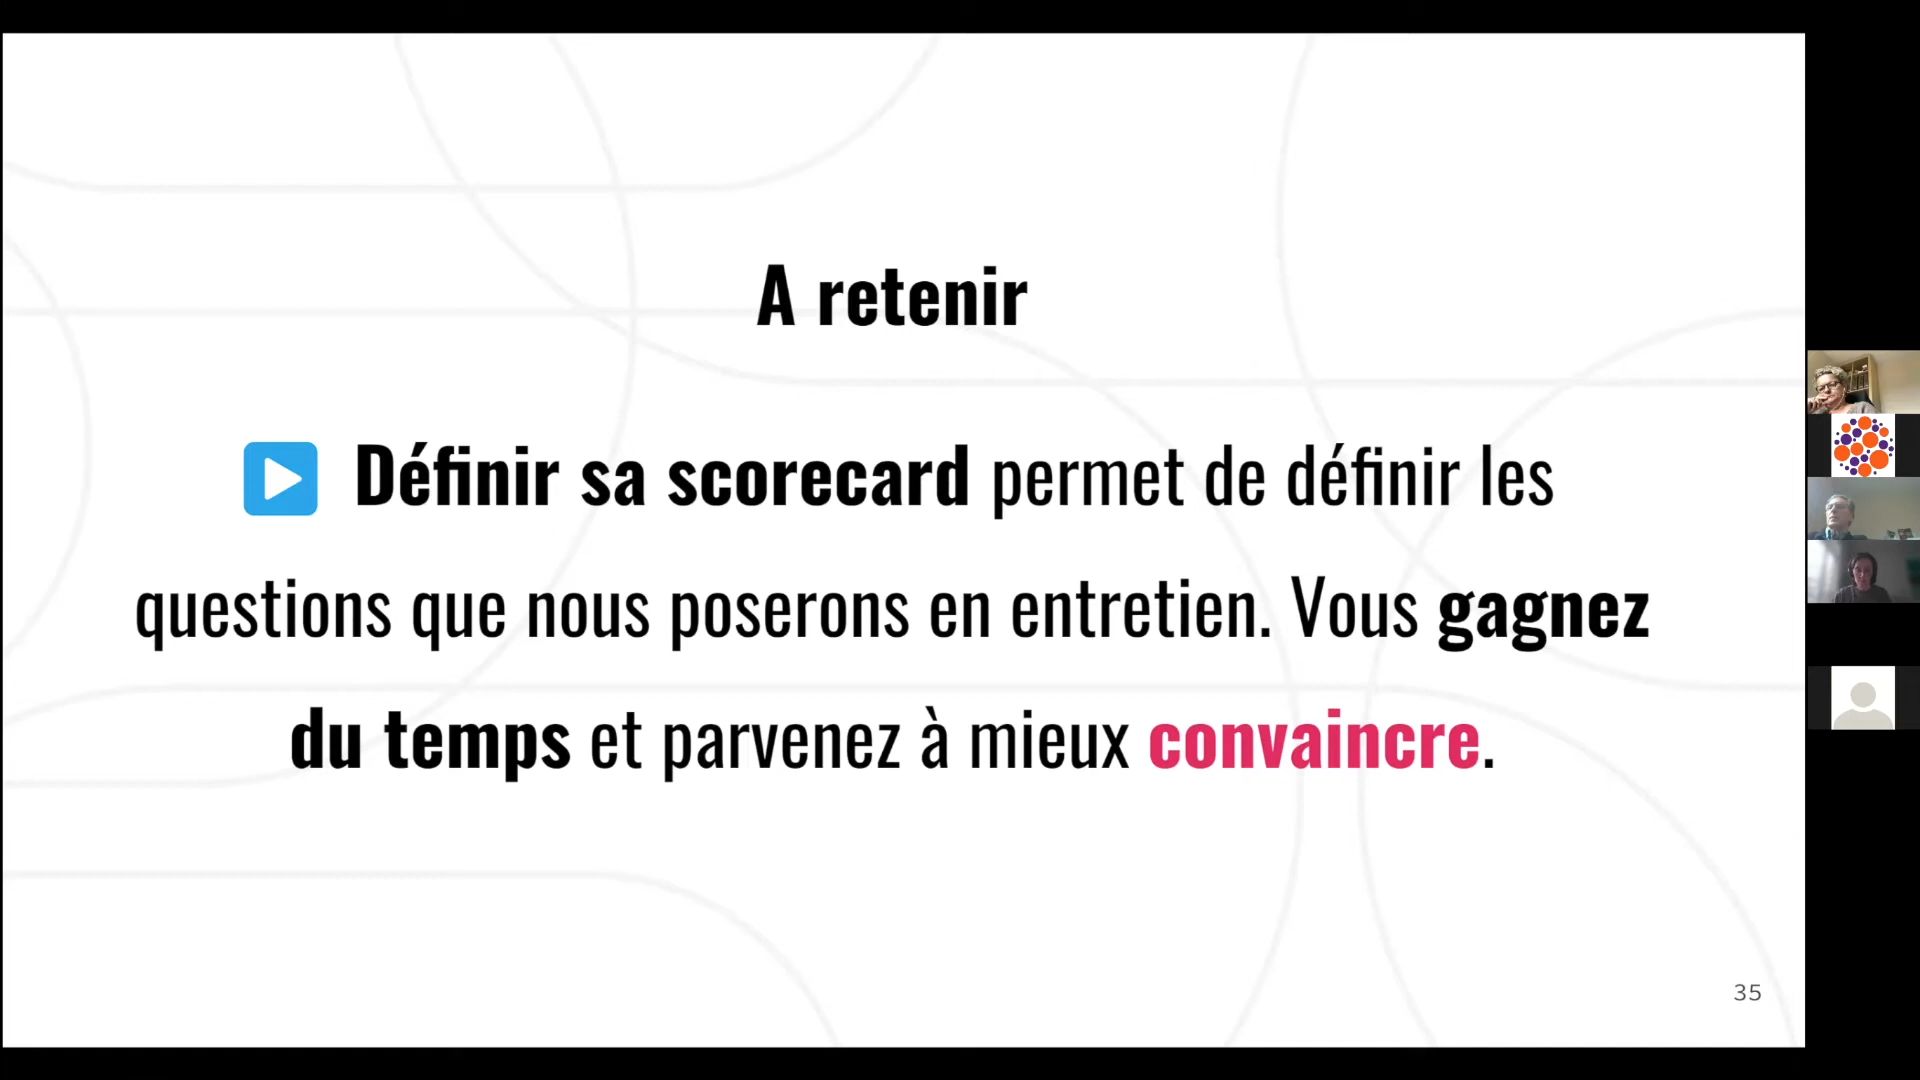 A retenir
Définir sa scorecard permet de définir les
questions que nous poserons en entretien. Vous gagnez
du temps et parvenez à mieux convaincre.
35